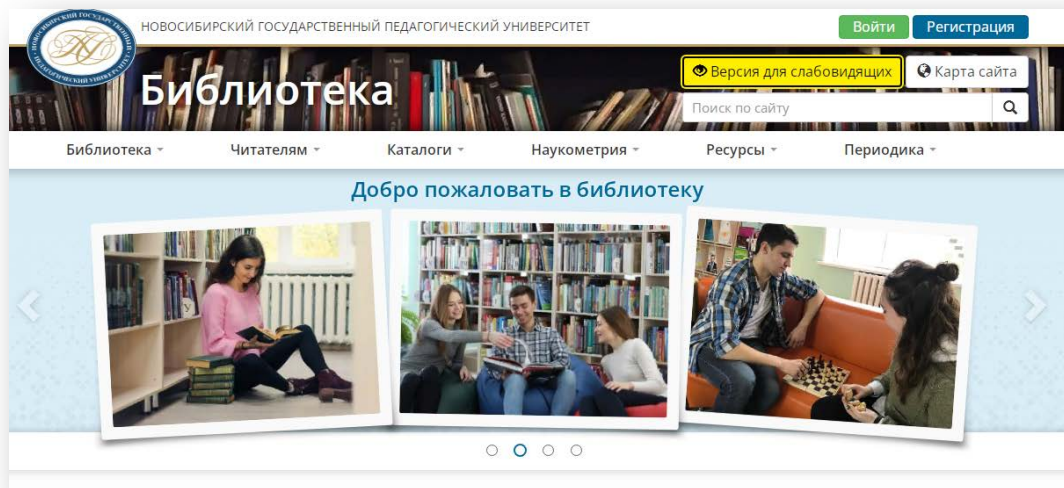 НОВОСИБИРСКИЙ ГОСУДАРСТВЕННЫЙ ПЕДАГОГИЧЕСКИЙ УНИВЕРСИТЕТ
Войти
Регистрация
Библиотека
Версия для слабовидящих
Карта сайта
Поиск по сайту
Библиотека
Читателям
Каталоги
Наукометрия
Ресурсы
Периодика
Добро пожаловать в библиотеку